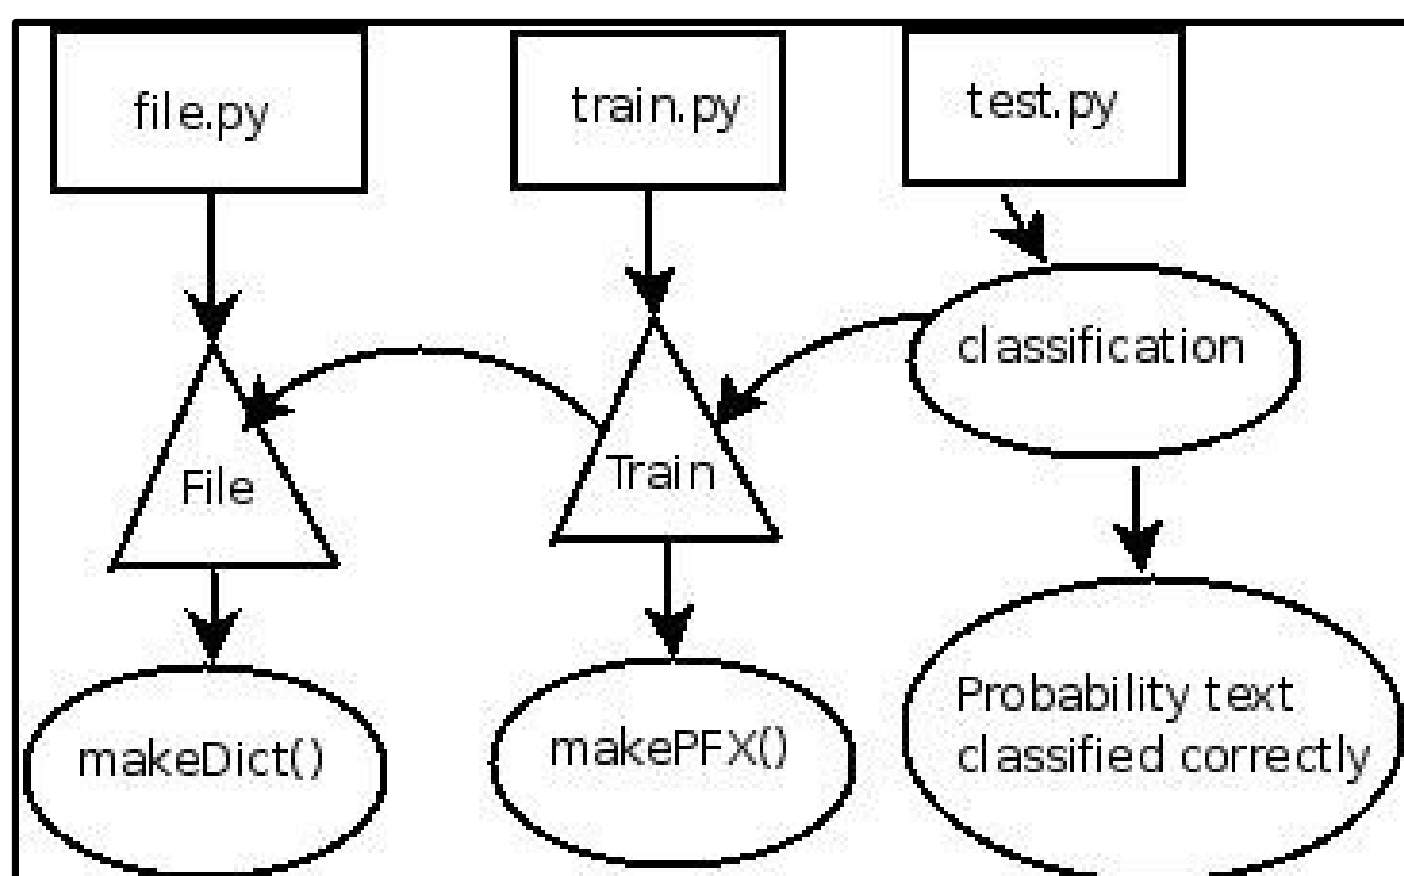 file.py
train.py
test.py
classification
File
Train
makeDict()
makePFX()
Probability text
classified correctly